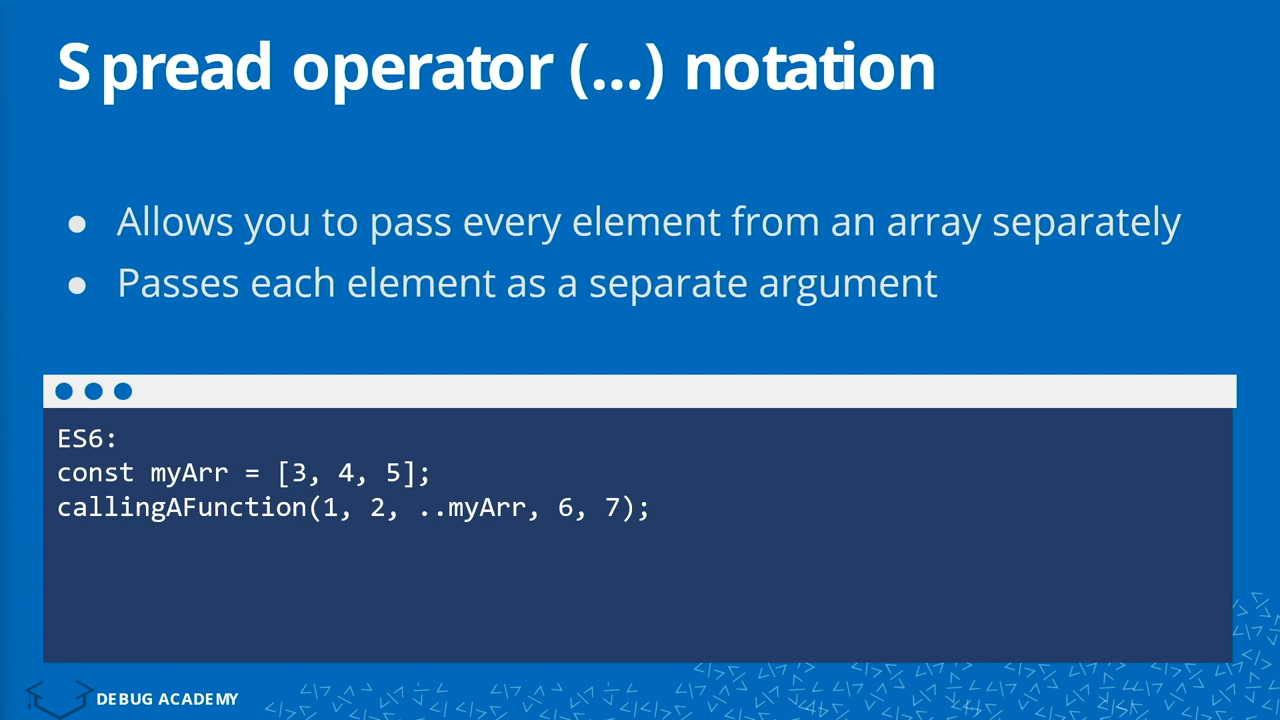 Spread operator (...) notation
● Allows you to pass every element from an array separately
● Passes each element as a separate argument
ES6:
const myArr = [3, 4, 5];
callingAFunction(1, 2, ..myArr, 6, 7);
DEBUG ACADEMY